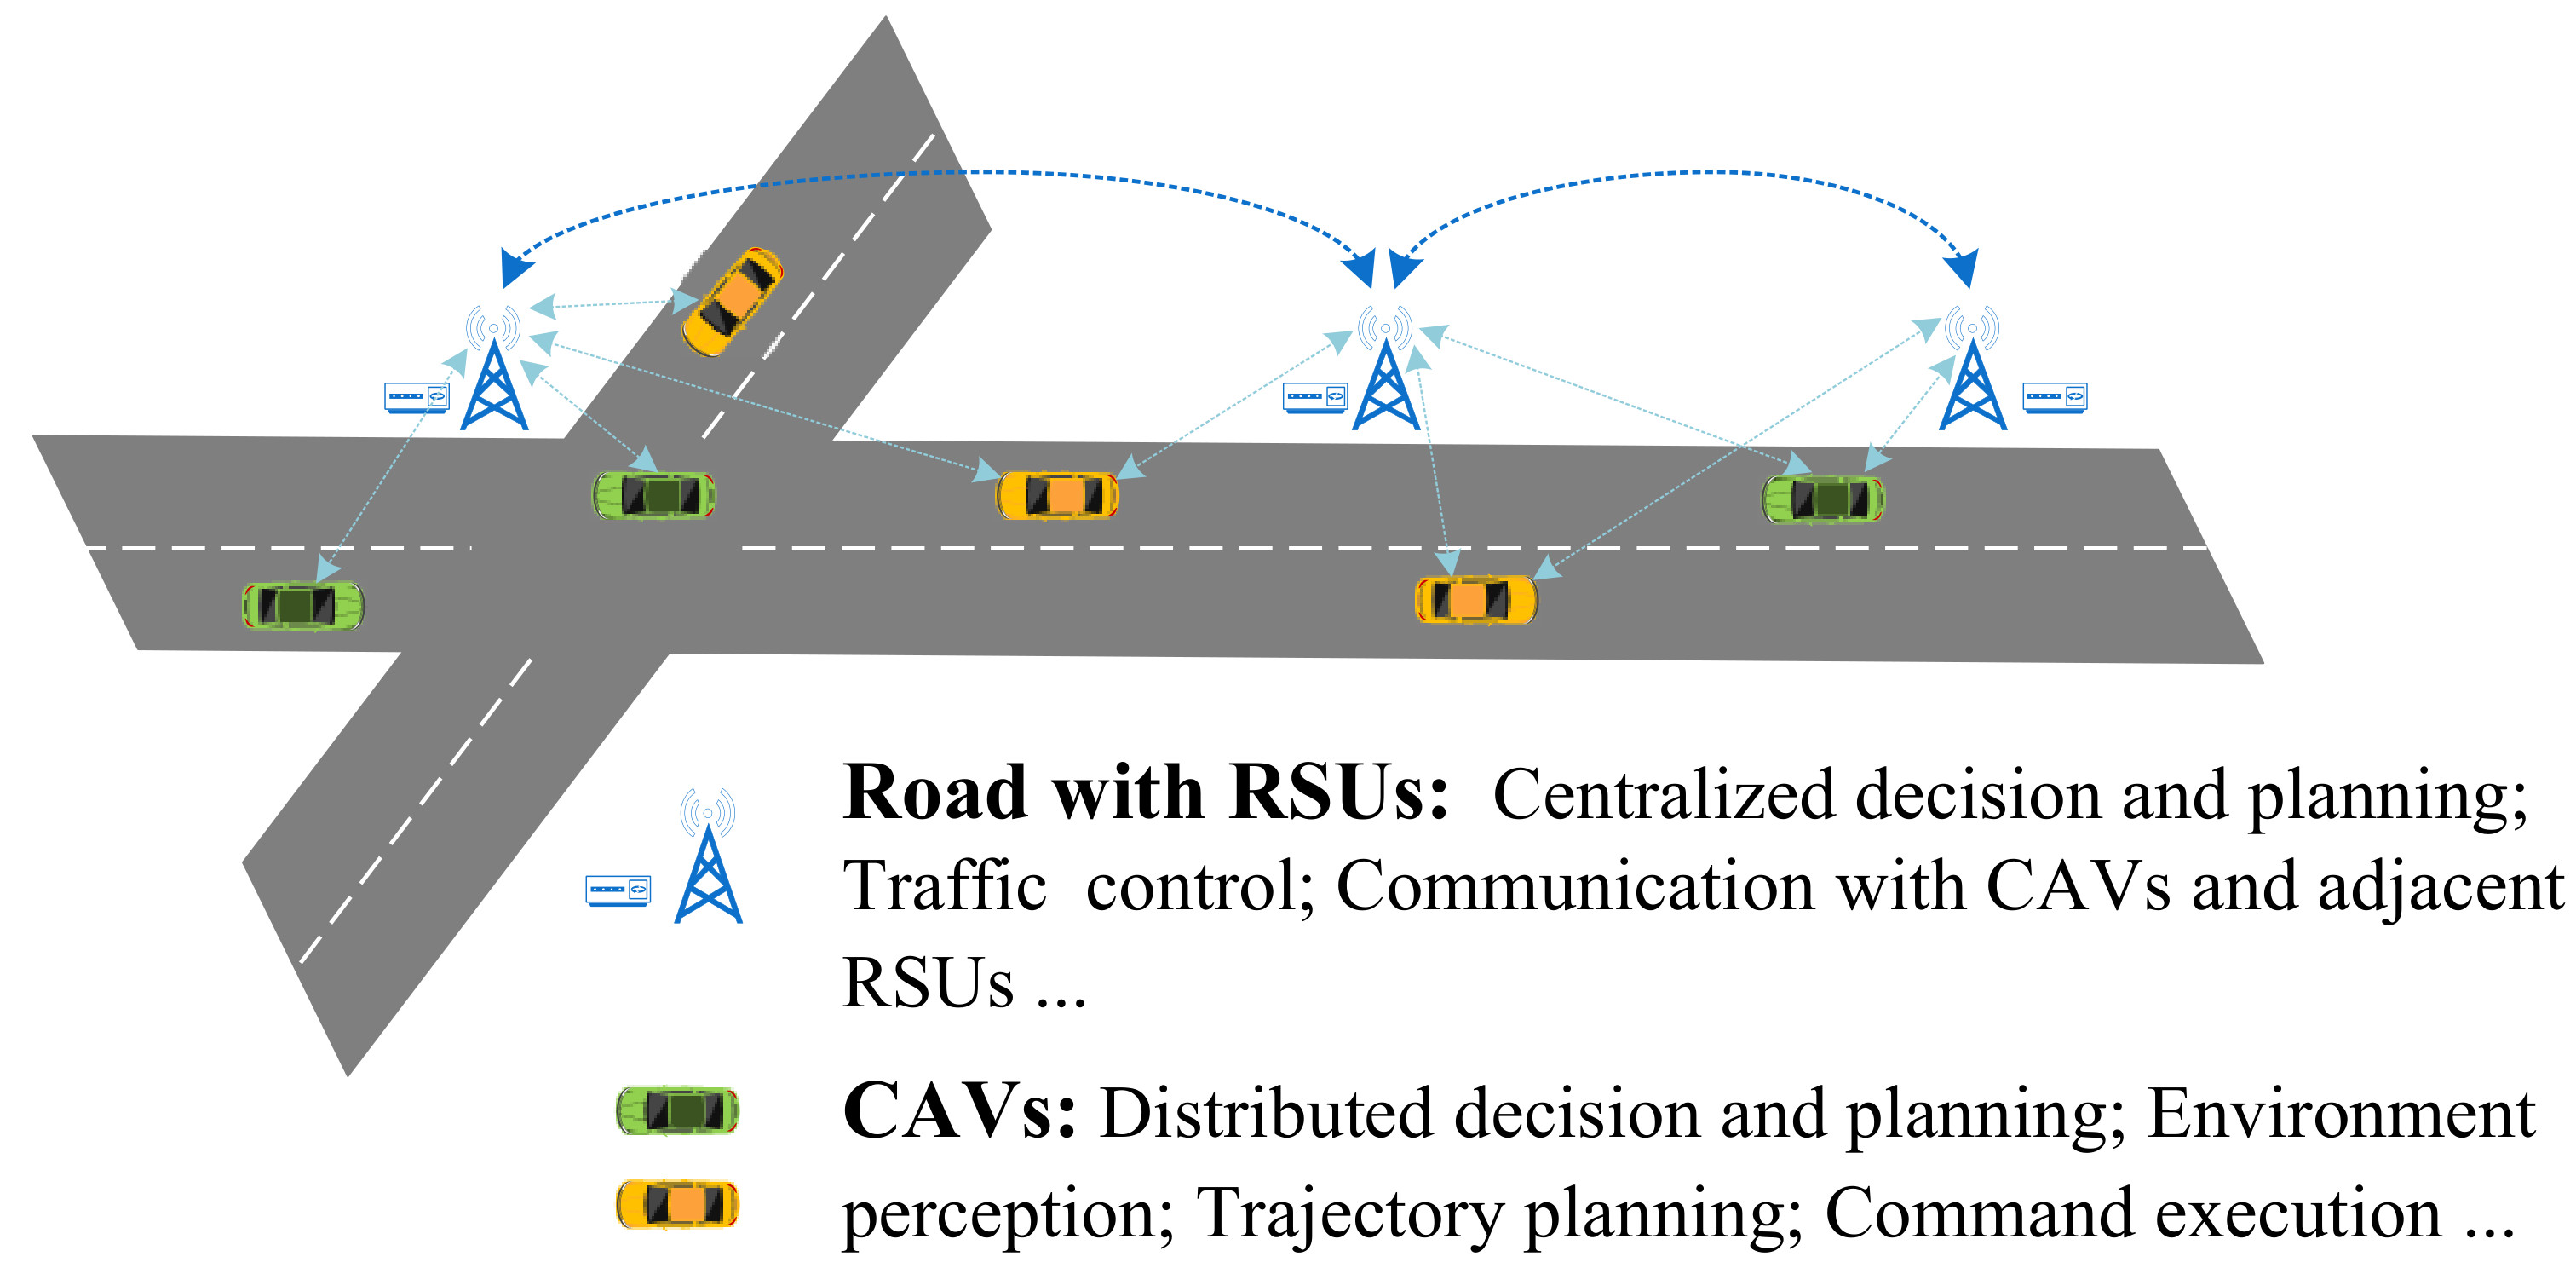 Road with RSUs: Centralized decision and planning;
Traffic control; Communication with CAVs and adjacent
RSUs ...
CAVs: Distributed decision and planning; Environment
perception; Trajectory planning; Command execution ...